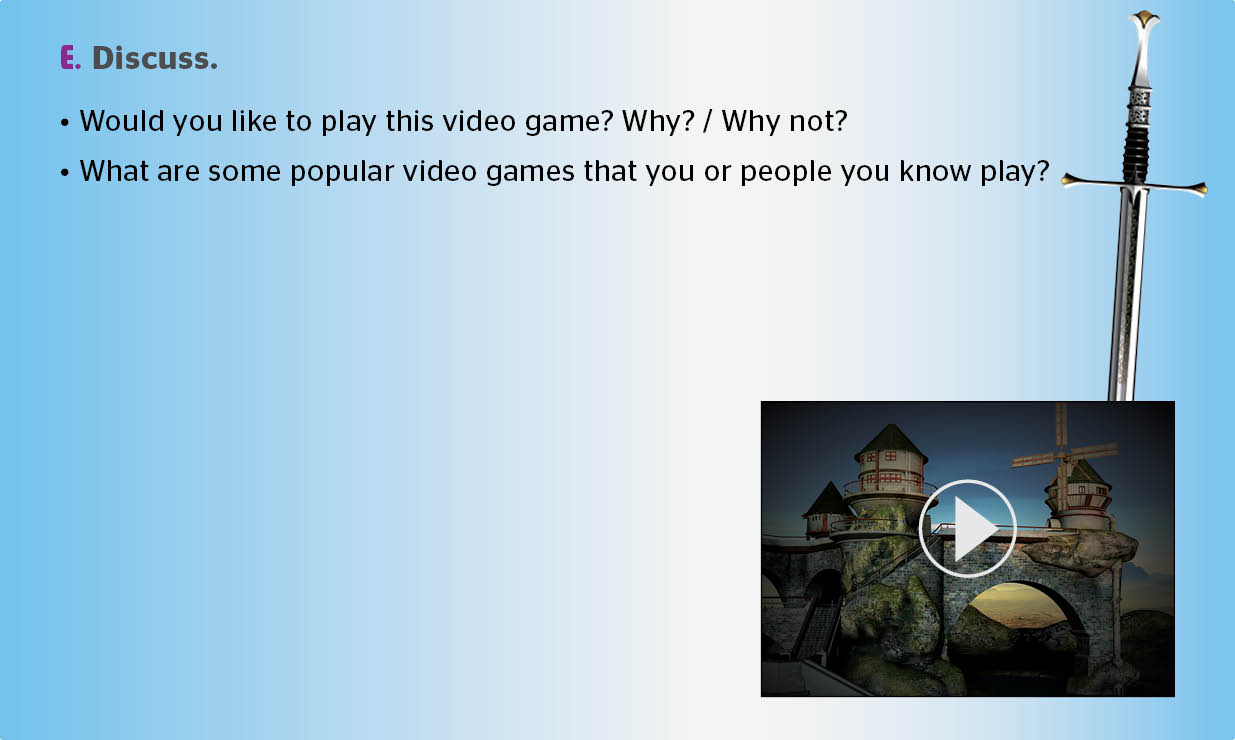 E. Discuss.
• Would you like to play this video game? Why? / Why not?
• What are some popular video games that you or people you know play?